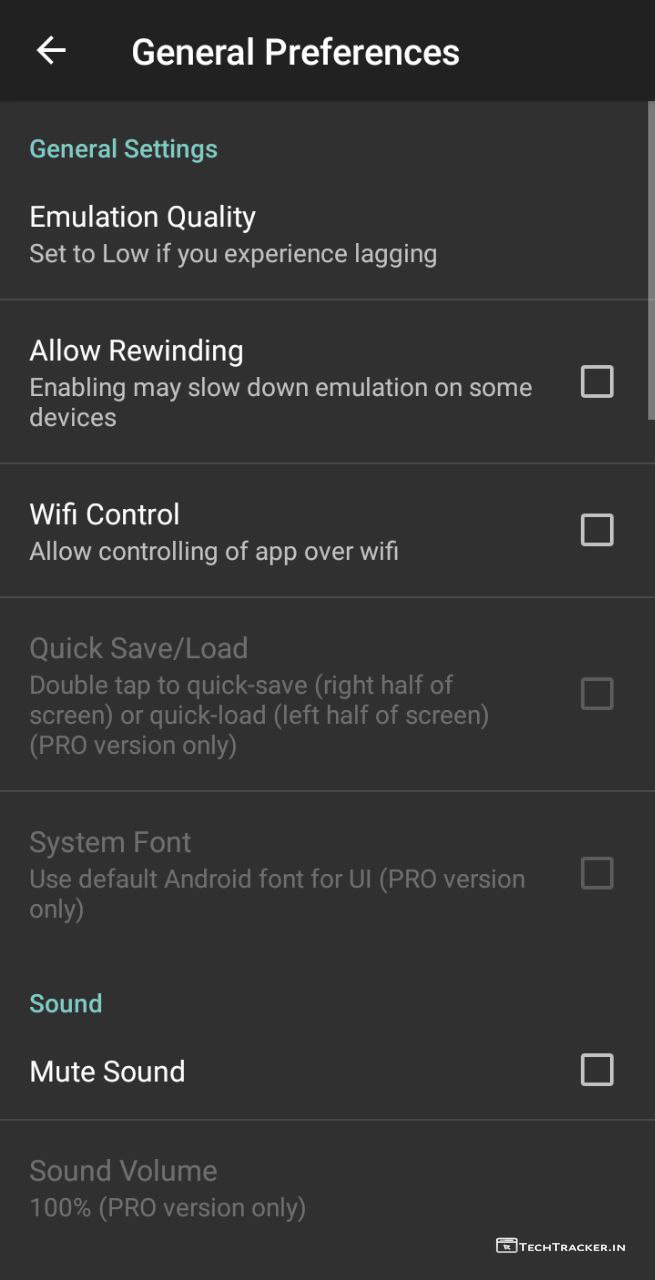 General Preferences
General Settings
Emulation Quality
Set to Low if you experience lagging
Allow Rewinding
Enabling may slow down emulation on some
devices
Wifi Control
Allow controlling of app over wifi
Quick Save/Load
Double tap to quick-save (right half of
screen) or quick-load (left half of screen)
(PRO version only)
System Font
Use default Android font for UI (PRO version
only)
Sound
Mute Sound
Sound Volume
100% (PRO version only)
TECHTRACKER.IN